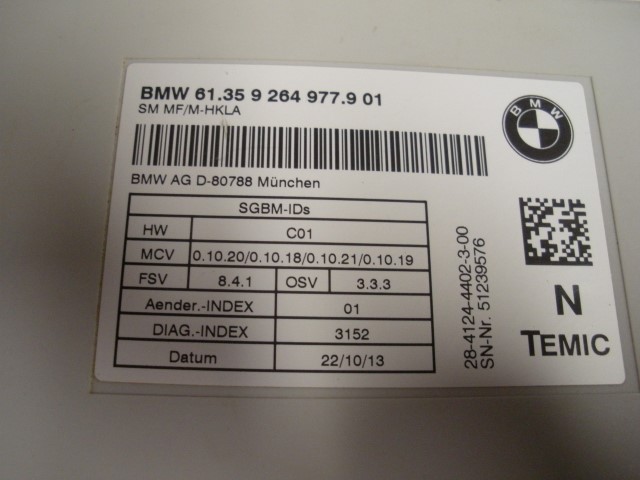 BMW 61.35 9 264 977.9 01
SM MF/M-HKLA
BMW
BMW AG D-80788 München
SGBM-IDs
HW C01
MCV 0.10.20/0.10.18/0.10.21/0.10.19
FSV 8.4.1 OSV 3.3.3
Aender.-INDEX 01
DIAG.-INDEX 3152
Datum 22/10/13
28-4124-4402-3-00
SN-Nr. 51239576
N
TEMIC